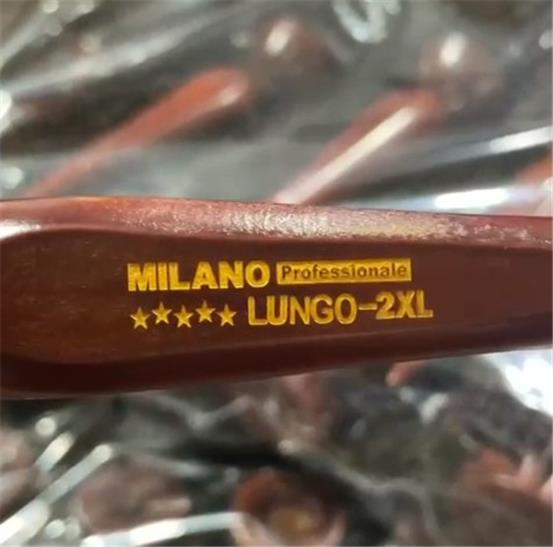 MILANO Professionale
★★★★★ LUNGO-2XL